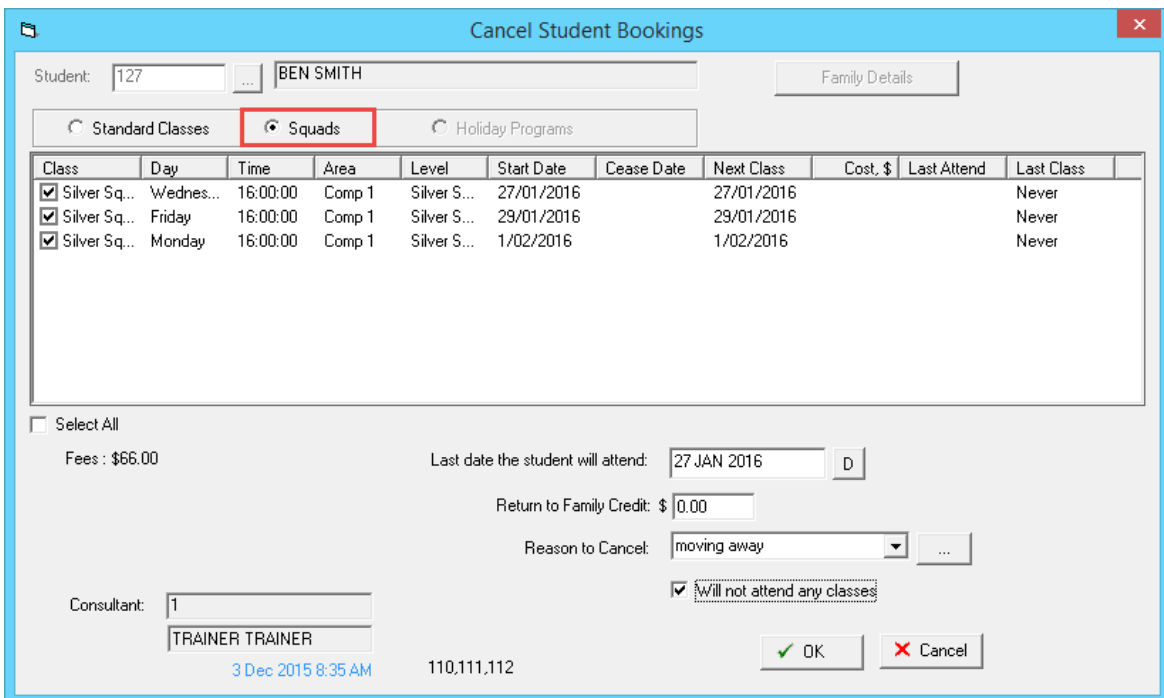 Cancel Student Bookings
Student: 127 ... BEN SMITH Family Details
Standard Classes Squads Holiday Programs
Class Day Time Area Level Start Date Cease Date Next Class Cost, $ Last Attend Last Class
Silver Sq... Wednes... 16:00:00 Comp 1 Silver S... 27/01/2016 27/01/2016 Never
Silver Sq... Friday 16:00:00 Comp 1 Silver S... 29/01/2016 29/01/2016 Never
Silver Sq... Monday 16:00:00 Comp 1 Silver S... 1/02/2016 1/02/2016 Never
Select All
Fees : $66.00 Last date the student will attend: 27 JAN 2016 D
Return to Family Credit: $ 0.00
Reason to Cancel: moving away ...
Will not attend any classes
Consultant: 1
TRAINER TRAINER
OK Cancel
3 Dec 2015 8:35 AM 110,111,112